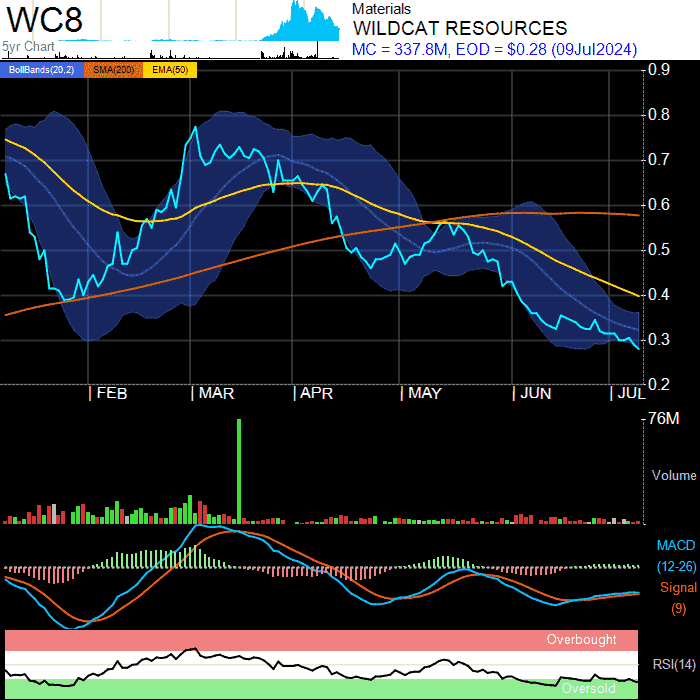 WC8
5yr Chart
Materials
WILDCAT RESOURCES
MC = 337.8M, EOD = $0.28 (09Jul2024)
BollBands(20,2) SMA(200) EMA(50)
0.9
0.8
0.7
0.6
0.5
0.4
0.3
0.2
FEB MAR APR MAY JUN JUL
76M
Volume
MACD
(12-26)
Signal
(9)
Overbought
RSI(14)
Oversold